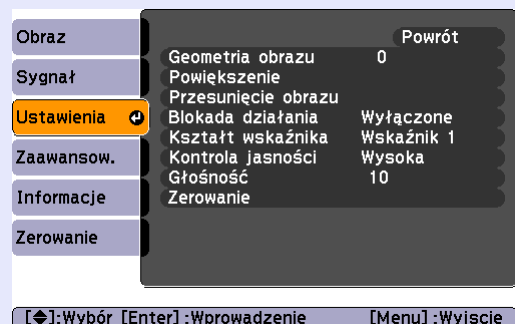 Obraz
Sygnał
Ustawienia
Zaawansow.
Informacje
Zerowanie
Powrót
Geometria obrazu 0
Powiększenie
Przesunięcie obrazu
Blokada działania Wyłączone
Kształt wskaźnika Wskaźnik 1
Kontrola jasności Wysoka
Głośność 10
Zerowanie
[◆]:Wybór [Enter]:Wprowadzenie [Menu]:Wyjscie